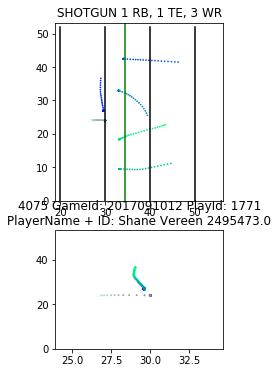 SHOTGUN 1 RB, 1 TE, 3 WR
50
40
30
20
10
0
20 30 40 50
4075 GameId: 2017091012 PlayId: 1771
PlayerName + ID: Shane Vereen 2495473.0
40
20
0
25.0 27.5 30.0 32.5